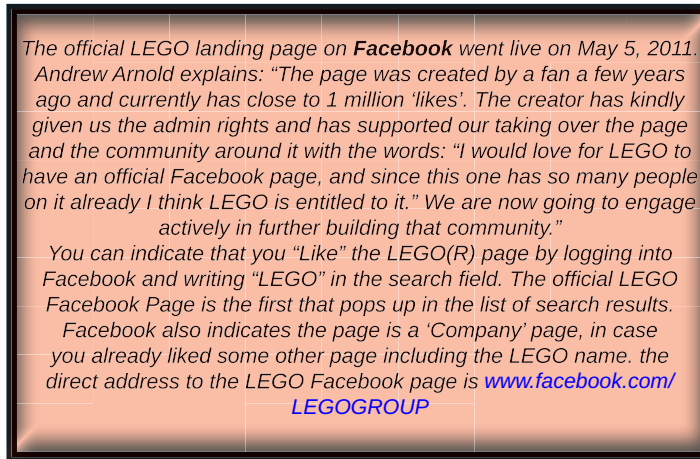 The official LEGO landing page on Facebook went live on May 5, 2011.
Andrew Arnold explains: “The page was created by a fan a few years
ago and currently has close to 1 million ‘likes’. The creator has kindly
given us the admin rights and has supported our taking over the page
and the community around it with the words: “I would love for LEGO to
have an official Facebook page, and since this one has so many people
on it already I think LEGO is entitled to it.” We are now going to engage
actively in further building that community.”
You can indicate that you “Like” the LEGO(R) page by logging into
Facebook and writing “LEGO” in the search field. The official LEGO
Facebook Page is the first that pops up in the list of search results.
Facebook also indicates the page is a ‘Company’ page, in case
you already liked some other page including the LEGO name. the
direct address to the LEGO Facebook page is www.facebook.com/
LEGOGROUP